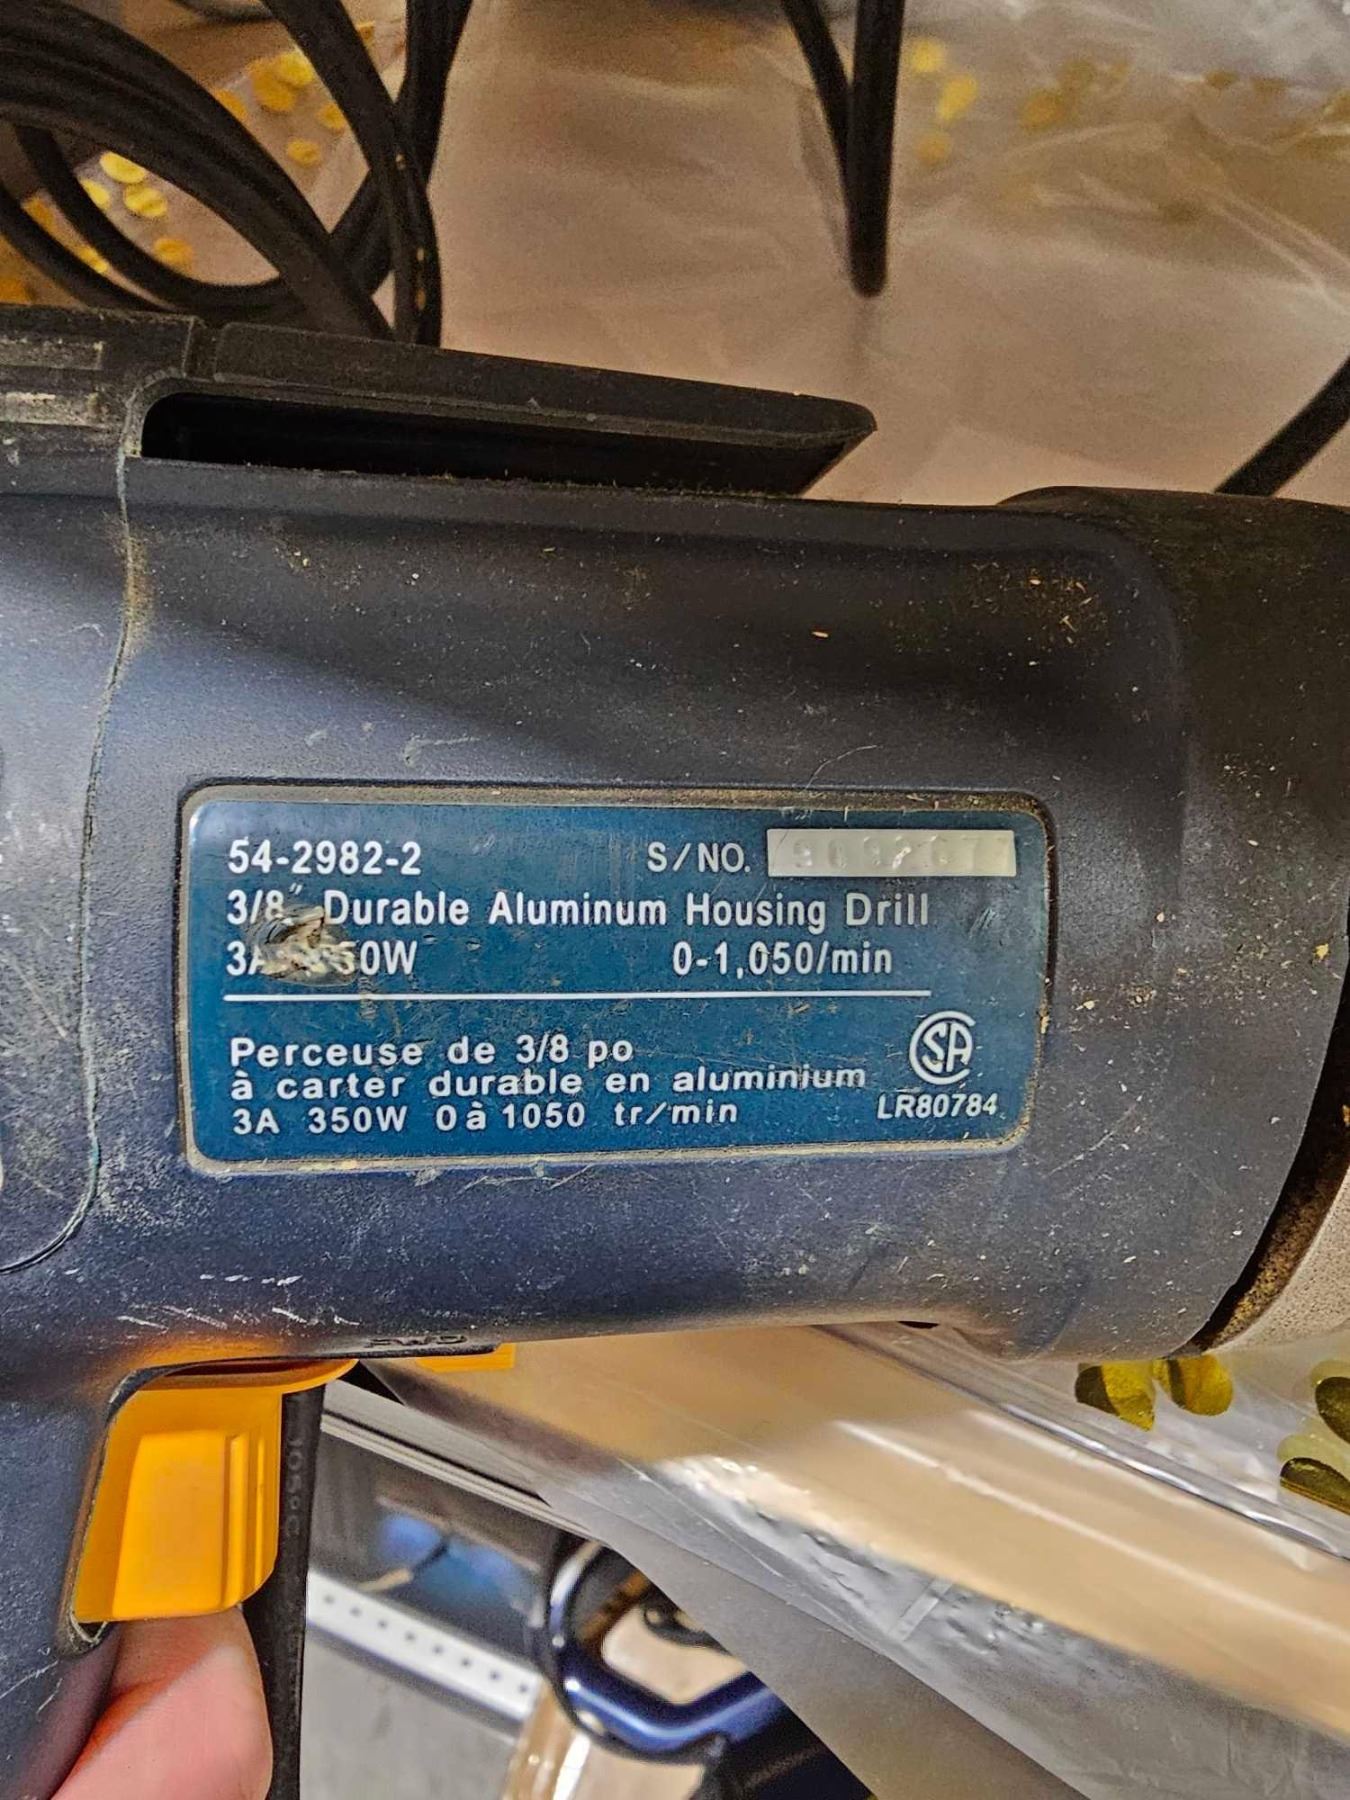 54-2982-2 S/NO.
3/8" Durable Aluminum Housing Drill
0-1,050/min
Perceuse de 3/8 po
à carter durable en aluminium
3A 350W 0 à 1050 tr/min
CSA
LR80784